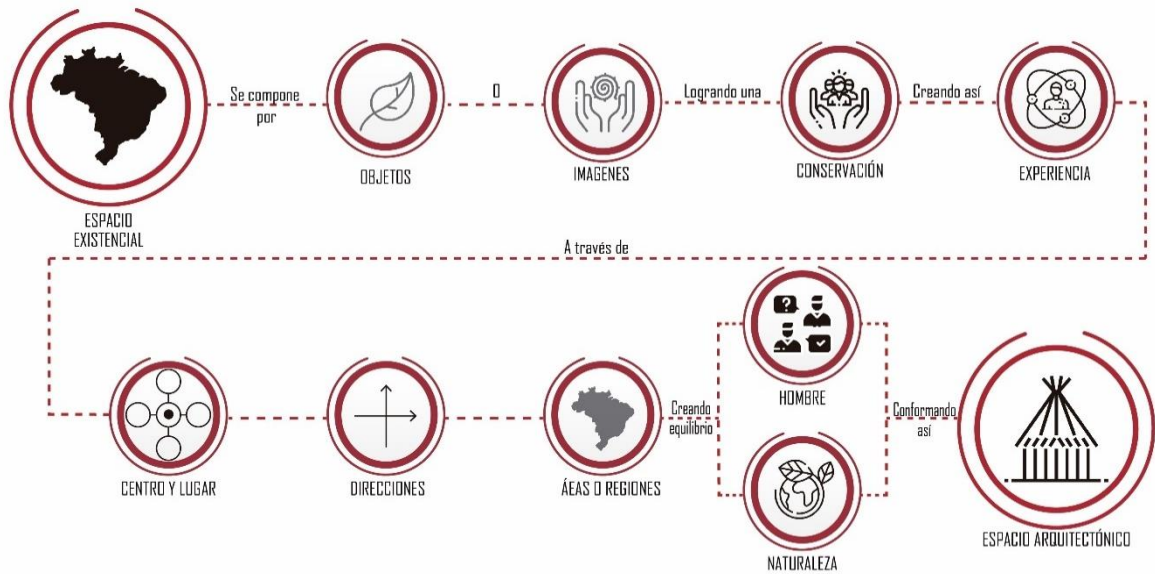 ESPACIO
EXISTENCIAL
Se compone
por
OBJETOS
O
IMAGENES
Logrando una
CONSERVACIÓN
Creando así
EXPERIENCIA
A través de
CENTRO Y LUGAR
DIRECCIONES
ÁEAS O REGIONES
Creando
equilibrio
HOMBRE
NATURALEZA
Conformando
así
ESPACIO ARQUITECTÓNICO